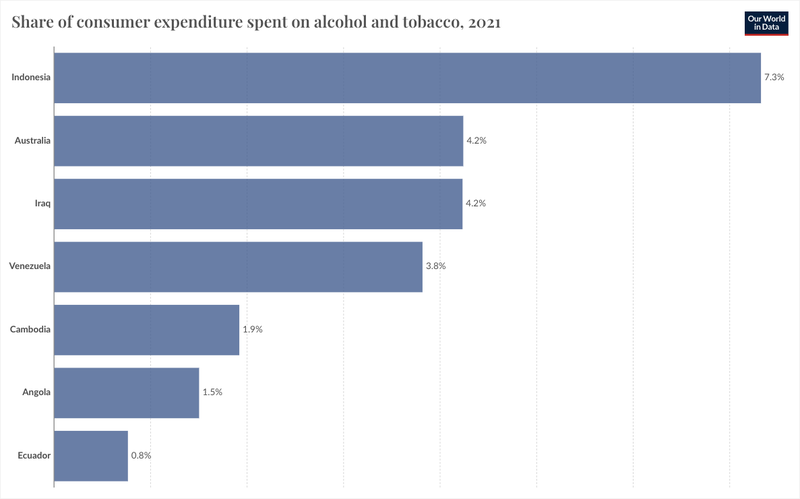 Share of consumer expenditure spent on alcohol and tobacco, 2021
Our World
in Data
Indonesia 7.3%
Australia 4.2%
Iraq 4.2%
Venezuela 3.8%
Cambodia 1.9%
Angola 1.5%
Ecuador 0.8%